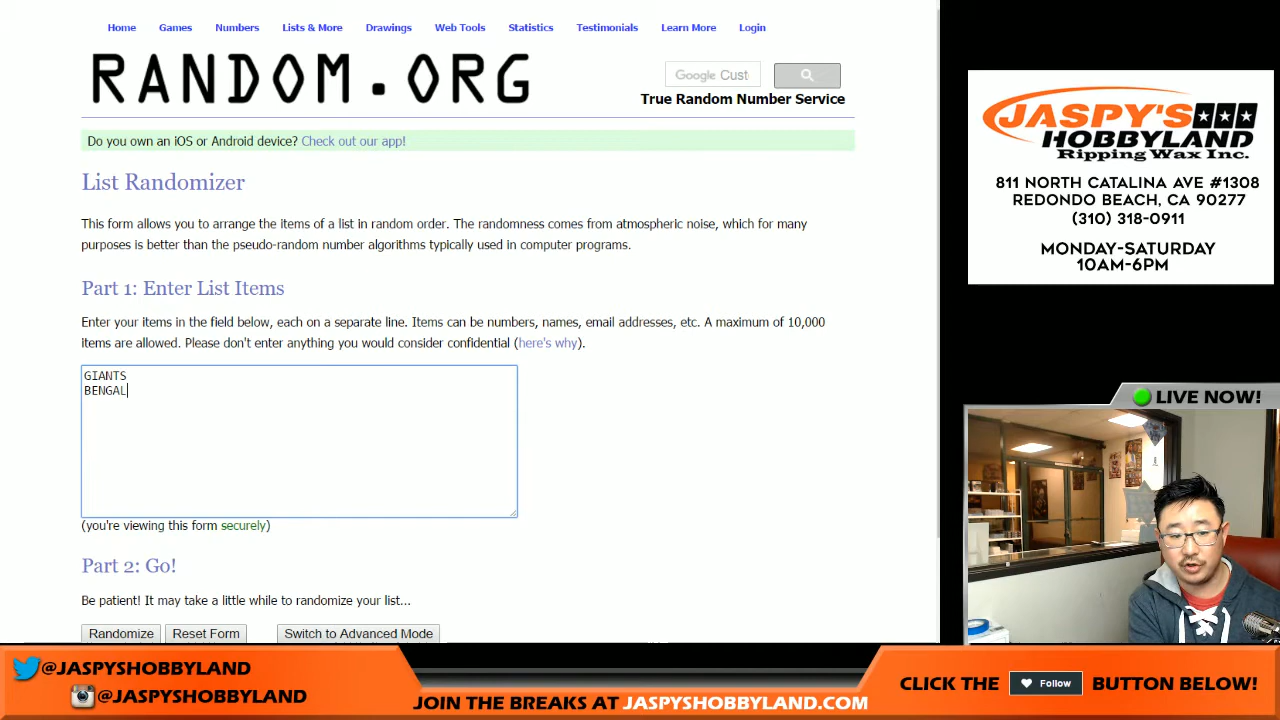 Home Games Numbers Lists & More Drawings Web Tools Statistics Testimonials Learn More Login
RANDOM.ORG
Google Cust
True Random Number Service
Do you own an iOS or Android device? Check out our app!
List Randomizer
This form allows you to arrange the items of a list in random order. The randomness comes from atmospheric noise, which for many
purposes is better than the pseudo-random number algorithms typically used in computer programs.
Part 1: Enter List Items
Enter your items in the field below, each on a separate line. Items can be numbers, names, email addresses, etc. A maximum of 10,000
items are allowed. Please don't enter anything you would consider confidential (here's why).
GIANTS
BENGAL
(you're viewing this form securely)
Part 2: Go!
Be patient! It may take a little while to randomize your list...
Randomize Reset Form Switch to Advanced Mode
JASPY'S
HOBBYLAND
Ripping Wax Inc.
811 NORTH CATALINA AVE #1308
REDONDO BEACH, CA 90277
(310) 318-0911
MONDAY-SATURDAY
10AM-6PM
LIVE NOW!
@JASPYSHOBBYLAND
@JASPYSHOBBYLAND
JOIN THE BREAKS AT JASPYSHOBBYLAND.COM
CLICK THE Follow BUTTON BELOW!